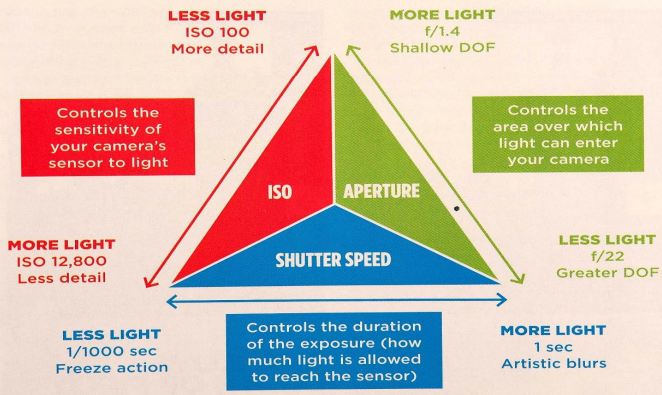 LESS LIGHT
ISO 100
More detail
MORE LIGHT
f/1.4
Shallow DOF
Controls the
sensitivity of
your camera's
sensor to light
Controls the
area over which
light can enter
your camera
ISO
APERTURE
SHUTTER SPEED
MORE LIGHT
ISO 12,800
Less detail
LESS LIGHT
f/22
Greater DOF
LESS LIGHT
1/1000 sec
Freeze action
Controls the duration
of the exposure (how
much light is allowed
to reach the sensor)
MORE LIGHT
1 sec
Artistic blurs